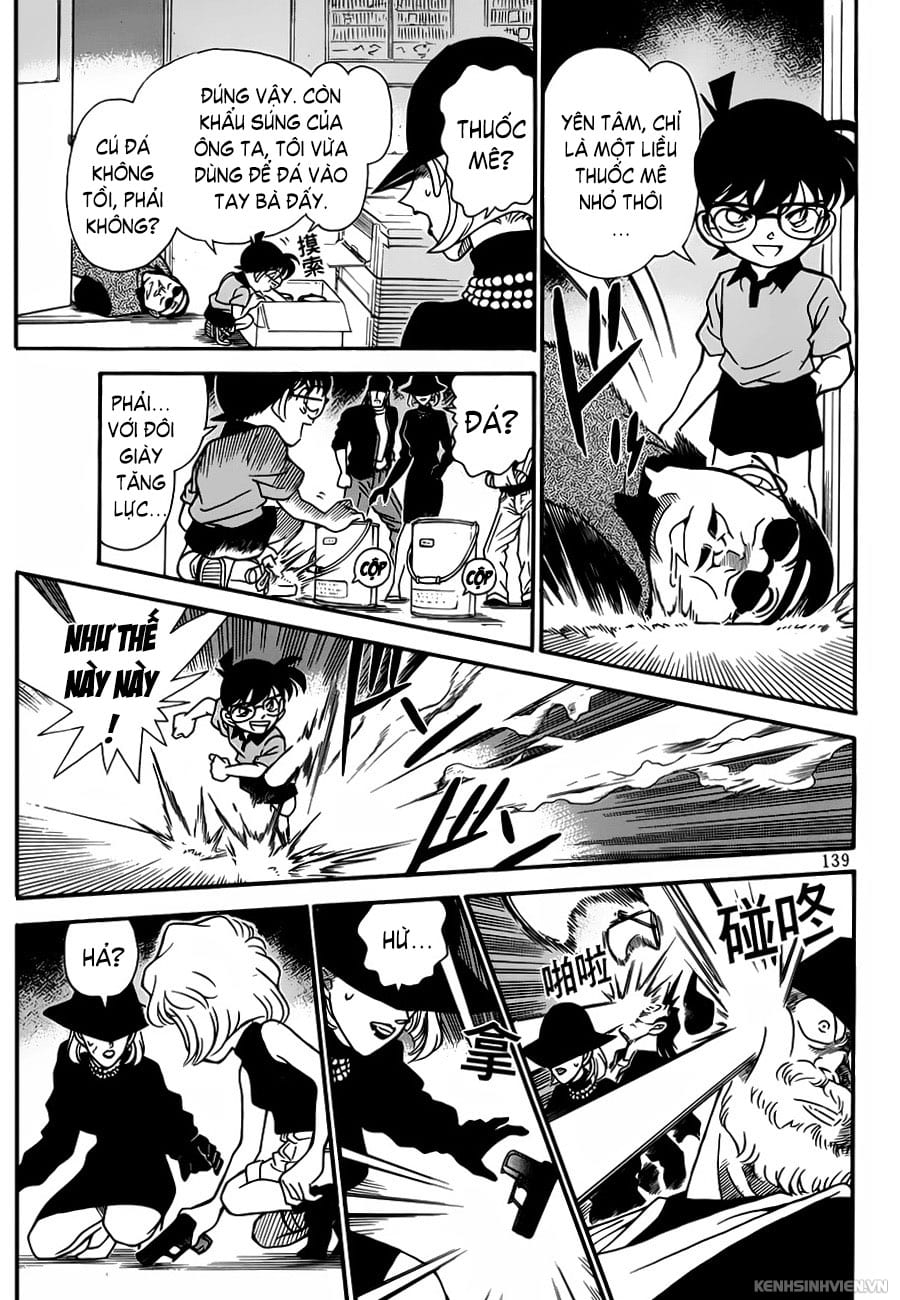 YÊN TÂM, CHỈ
LÀ MỘT LIỀU
THUỐC MÊ
NHỎ THÔI
...
THUỐC
MÊ?
ĐÚNG VẬY. CÒN
KHẨU SÚNG CỦA
ÔNG TA, TÔI VỪA
DÙNG ĐỂ ĐÁ VÀO
TAY BÀ ĐẤY.
CÚ ĐÁ
KHÔNG
TỒI, PHẢI
KHÔNG?
摸索
ĐÁ?
PHẢI...
VỚI ĐÔI
GIÀY TĂNG
LỰC...
CỘP
CỘP
NHƯ THẾ
NÀY NÀY
!
139
碰咚
啪啦
HỪ...
拿
HẢ?
KENHSINHVIEN.VN